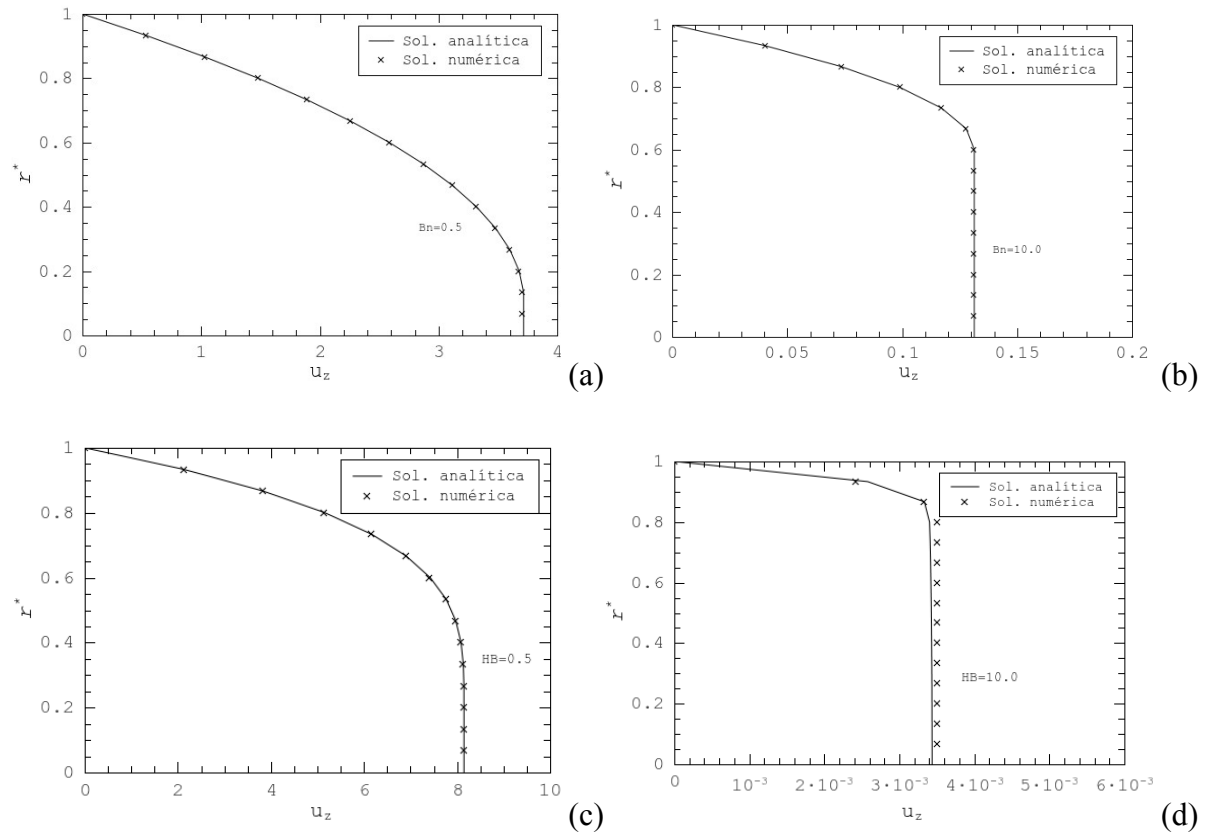 1
0.8
0.6
0.4
0.2
0
r*
Sol. analítica
Sol. numérica
Bn=0.5
0 1 2 3 4
u_z
(a)
1
0.8
0.6
0.4
0.2
0
r*
Sol. analítica
Sol. numérica
Bn=10.0
0 0.05 0.1 0.15 0.2
u_z
(b)
1
0.8
0.6
0.4
0.2
0
r*
Sol. analítica
Sol. numérica
HB=0.5
0 2 4 6 8 10
u_z
(c)
1
0.8
0.6
0.4
0.2
0
r*
Sol. analítica
Sol. numérica
HB=10.0
0 10⁻³ 2·10⁻³ 3·10⁻³ 4·10⁻³ 5·10⁻³ 6·10⁻³
u_z
(d)